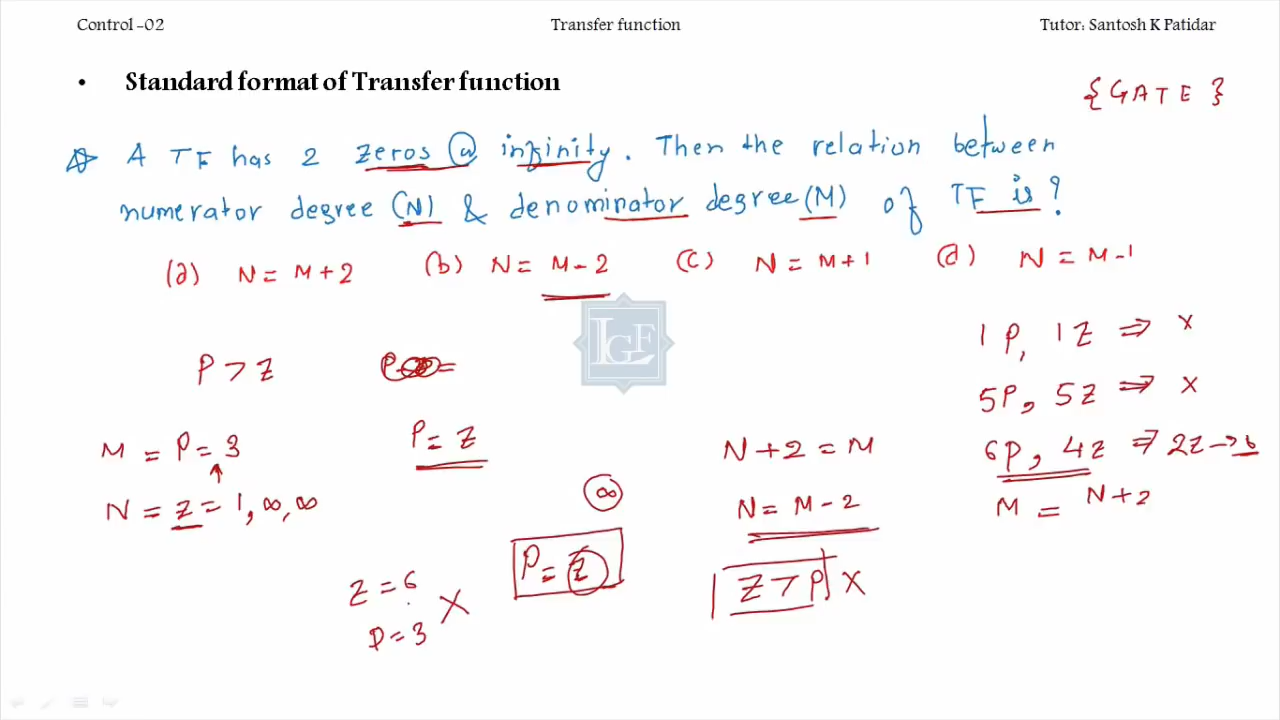 Control -02 Transfer function Tutor: Santosh K Patidar
• Standard format of Transfer function
{GATE}
A TF has 2 zeros @ infinity. Then the relation between
numerator degree (N) & denominator degree (M) of TF is?
(a) N = M + 2 (b) N = M - 2 (c) N = M + 1 (d) N = M - 1
LGF
1P, 1Z ⇒ x
P > Z
5P, 5Z ⇒ x
P = Z
M = P = 3
N + 2 = M
6P, 4Z ⇒ 2Z →
N = Z = 1, ∞, ∞
∞
N = M - 2
M = N + 2
P = Z
Z > P X
Z = 6
P = 3 X